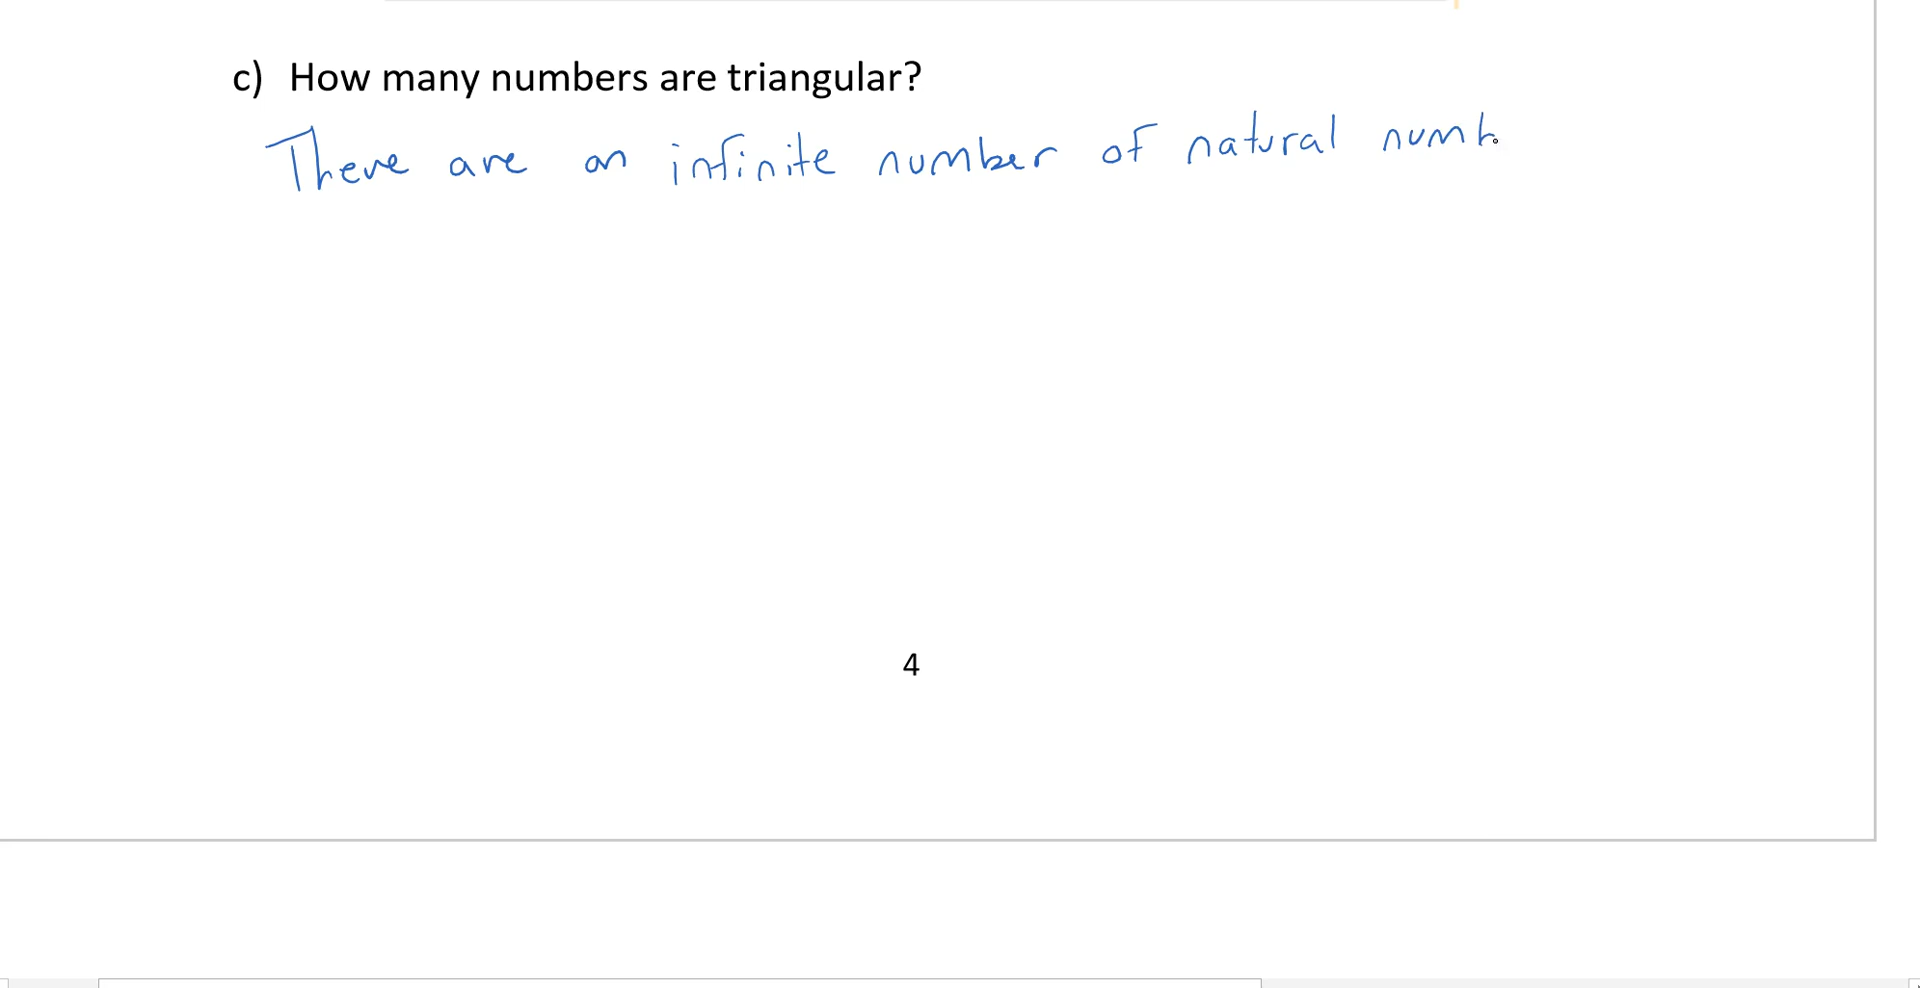 c) How many numbers are triangular?
There are an infinite number of natural numb
4